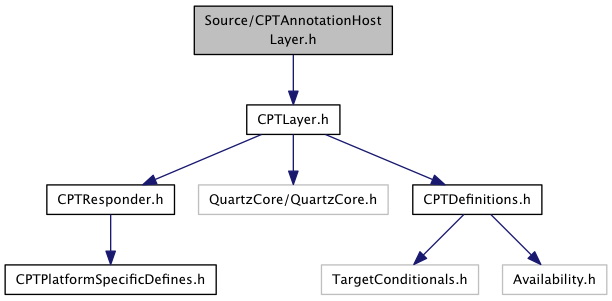 Source/CPTAnnotationHost
Layer.h
CPTLayer.h
CPTResponder.h
QuartzCore/QuartzCore.h
CPTDefinitions.h
CPTPlatformSpecificDefines.h
TargetConditionals.h
Availability.h